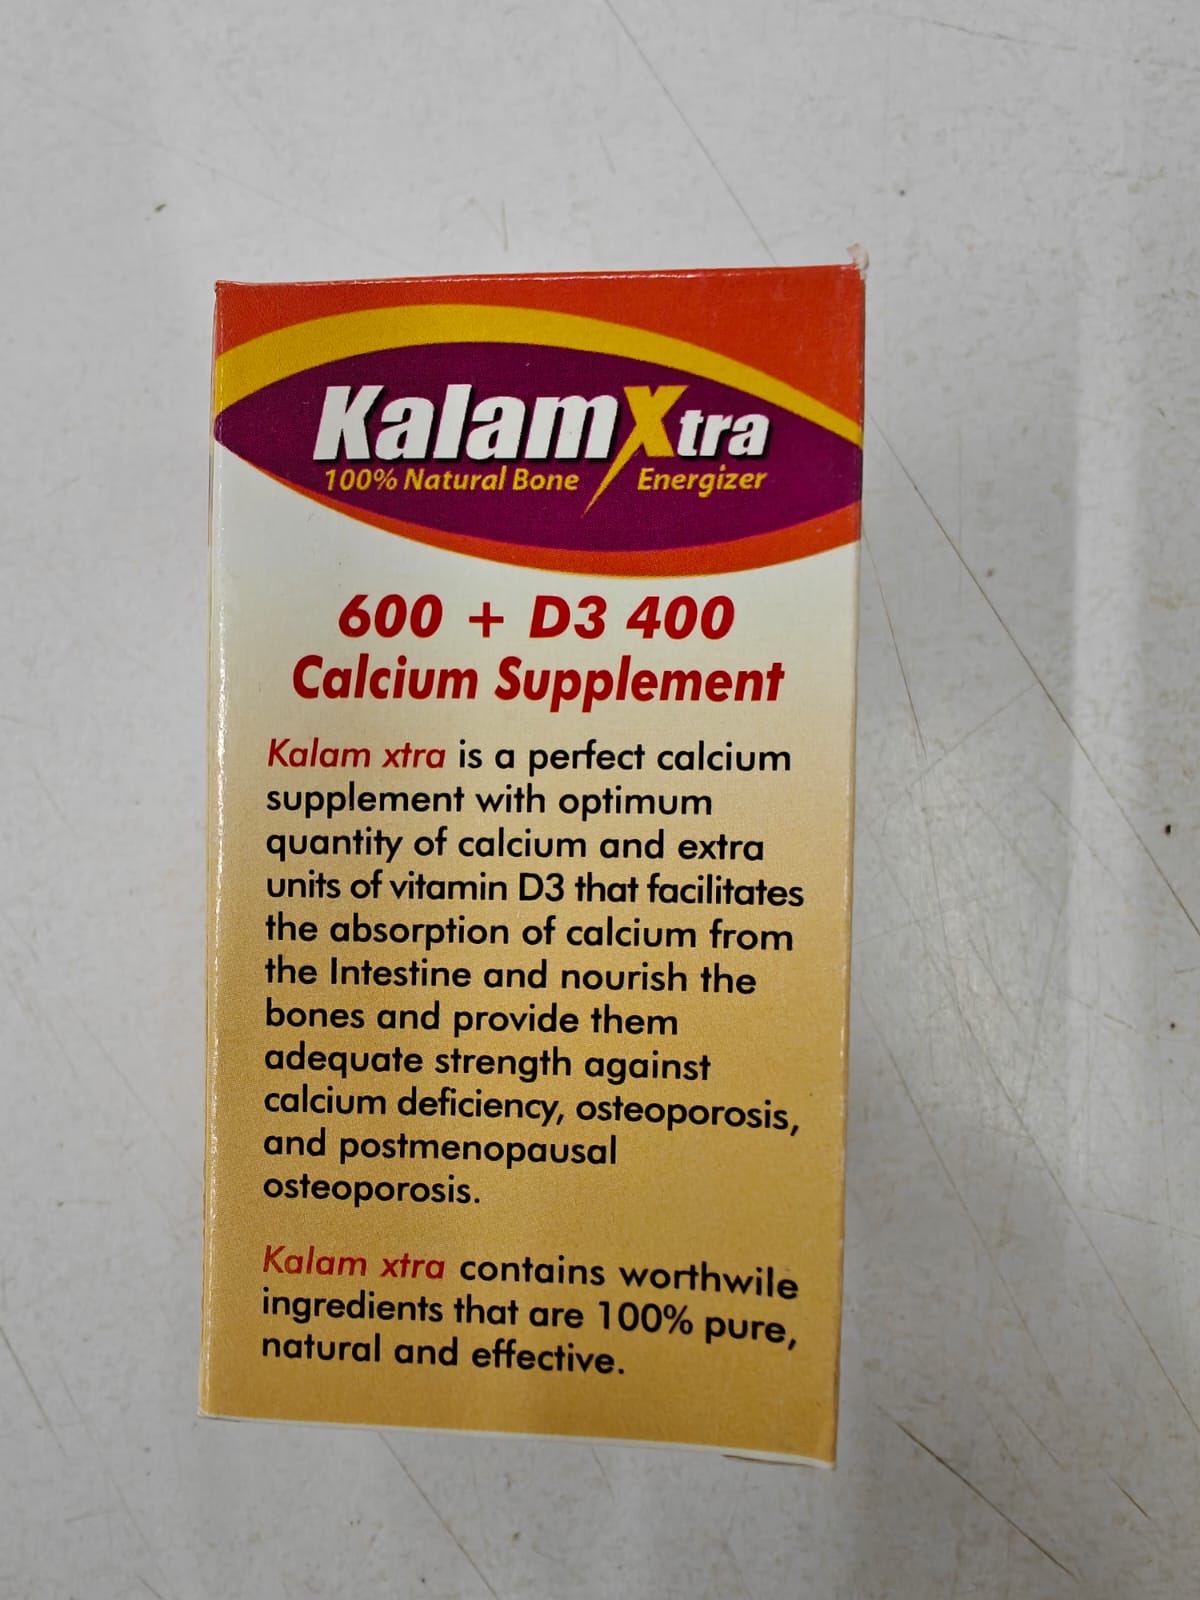 KalamXtra
100% Natural Bone Energizer
600 + D3 400
Calcium Supplement
Kalam xtra is a perfect calcium
supplement with optimum
quantity of calcium and extra
units of vitamin D3 that facilitates
the absorption of calcium from
the Intestine and nourish the
bones and provide them
adequate strength against
calcium deficiency, osteoporosis,
and postmenopausal
osteoporosis.
Kalam xtra contains worthwile
ingredients that are 100% pure,
natural and effective.